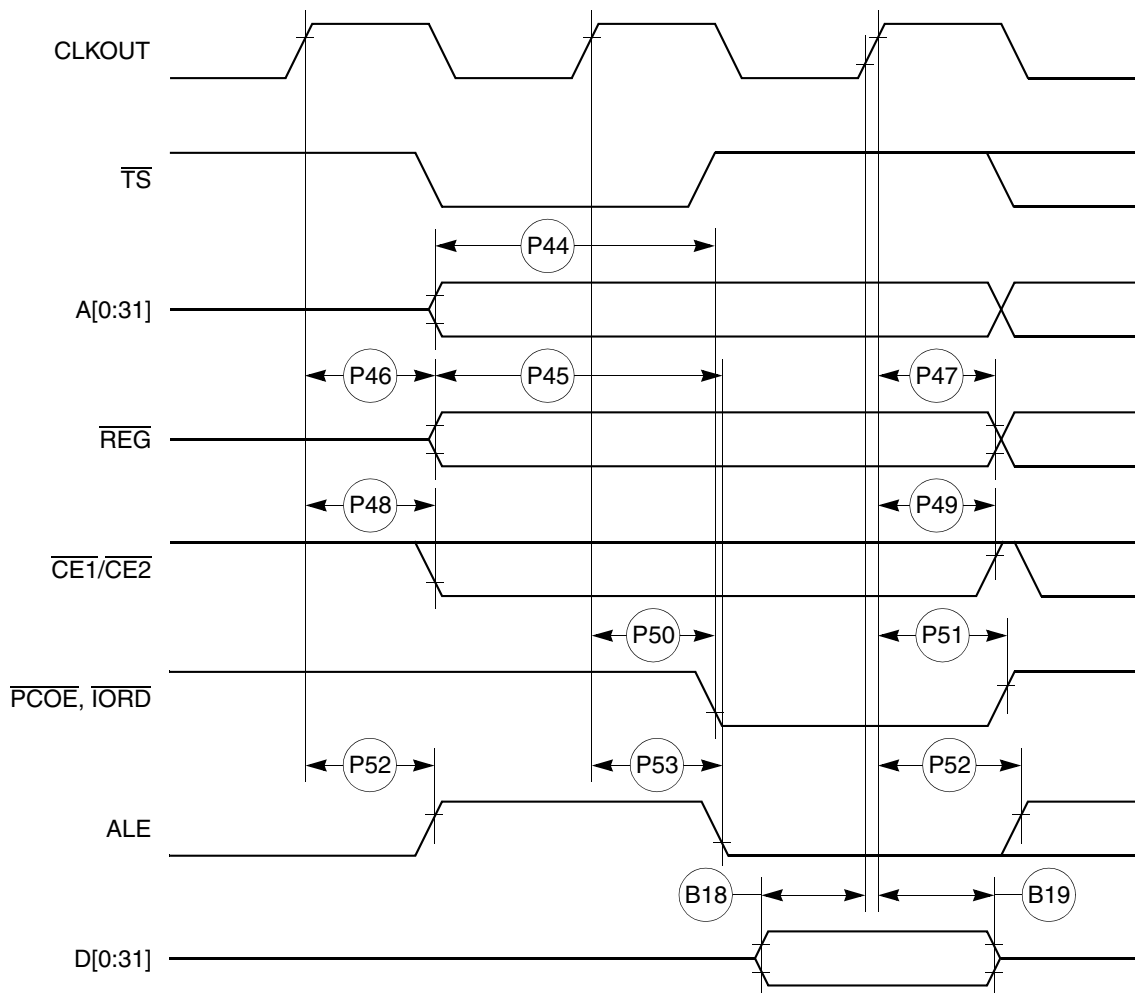 CLKOUT
TS
P44
A[0:31]
P46 P45 P47
REG
P48 P49
CE1/CE2
P50 P51
PCOE, IORD
P52 P53 P52
ALE
B18 B19
D[0:31]